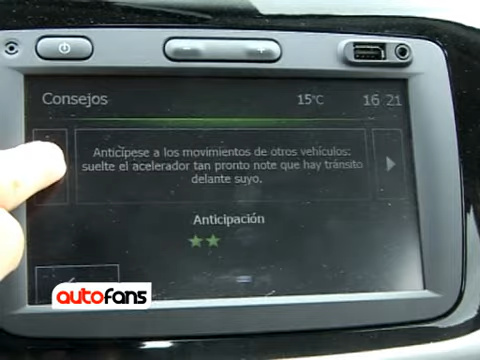 Consejos 15°C 16 21
Anticípese a los movimientos de otros vehículos:
suelte el acelerador tan pronto note que hay tránsito
delante suyo.
Anticipación
autofans